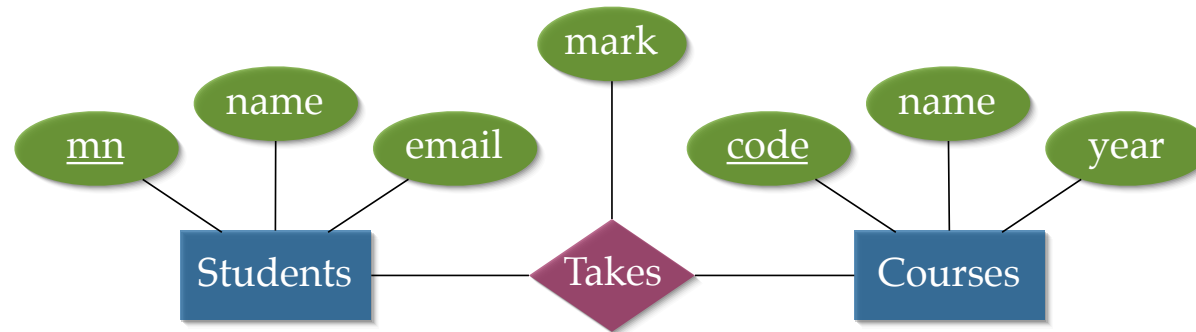 mark
name
name
mn
email
code
year
Students
Takes
Courses